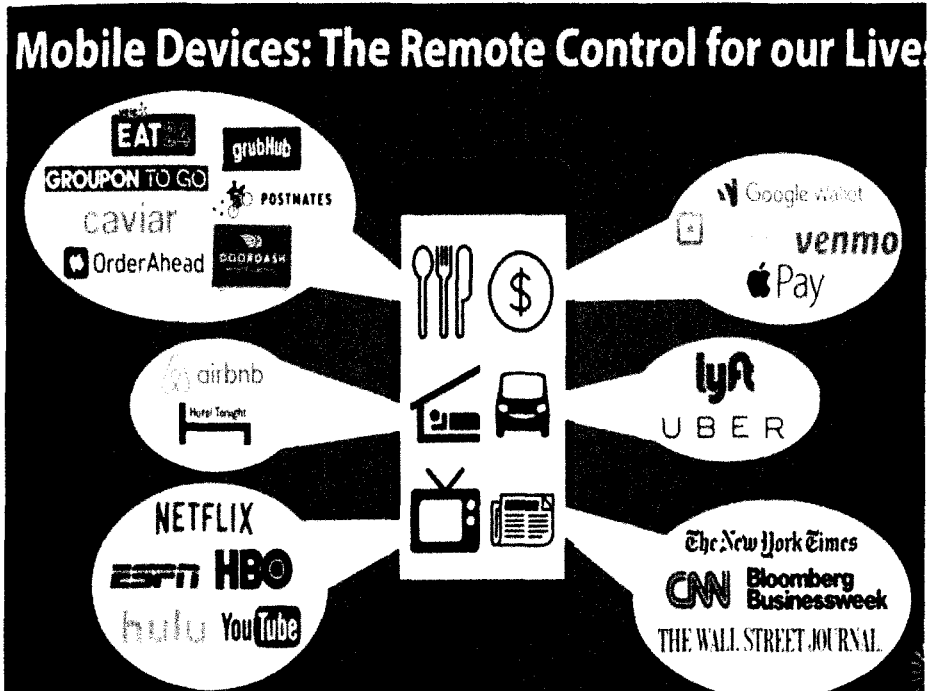 Mobile Devices: The Remote Control for our Lives
EAT24
grubHub
GROUPON TO GO
POSTMATES
caviar
OrderAhead
DOORDASH
Google wallet
venmo
Pay
$
airbnb
Hotel Tonight
lyft
UBER
NETFLIX
ESPN HBO
hulu YouTube
The New York Times
CNN Bloomberg
Businessweek
THE WALL STREET JOURNAL.